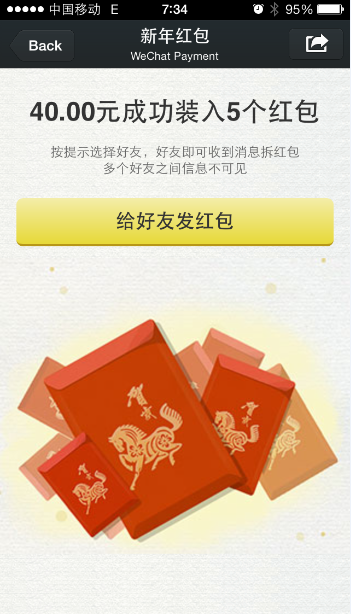 中国移动 E 7:34 95%
Back
新年红包
WeChat Payment
40.00元成功装入5个红包
按提示选择好友，好友即可收到消息拆红包
多个好友之间信息不可见
给好友发红包